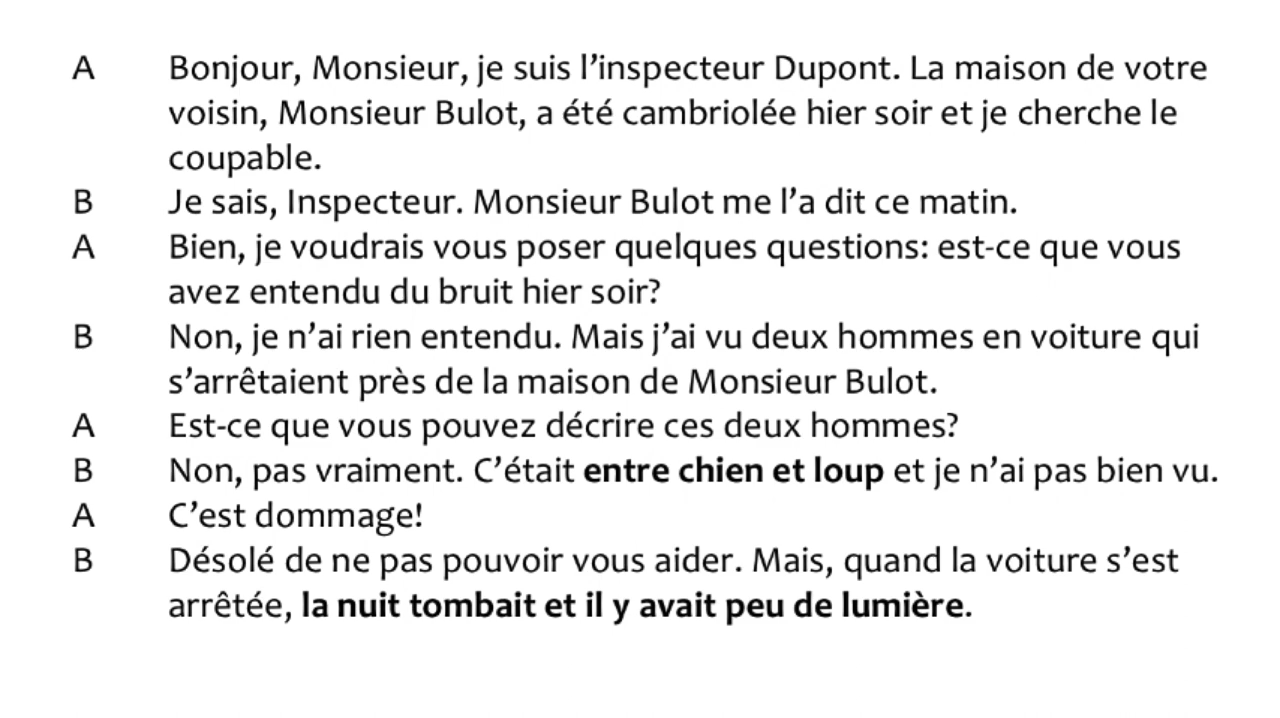 A Bonjour, Monsieur, je suis l’inspecteur Dupont. La maison de votre
voisin, Monsieur Bulot, a été cambriolée hier soir et je cherche le
coupable.
B Je sais, Inspecteur. Monsieur Bulot me l’a dit ce matin.
A Bien, je voudrais vous poser quelques questions: est-ce que vous
avez entendu du bruit hier soir?
B Non, je n’ai rien entendu. Mais j’ai vu deux hommes en voiture qui
s’arrêtaient près de la maison de Monsieur Bulot.
A Est-ce que vous pouvez décrire ces deux hommes?
B Non, pas vraiment. C’était entre chien et loup et je n’ai pas bien vu.
A C’est dommage!
B Désolé de ne pas pouvoir vous aider. Mais, quand la voiture s’est
arrêtée, la nuit tombait et il y avait peu de lumière.